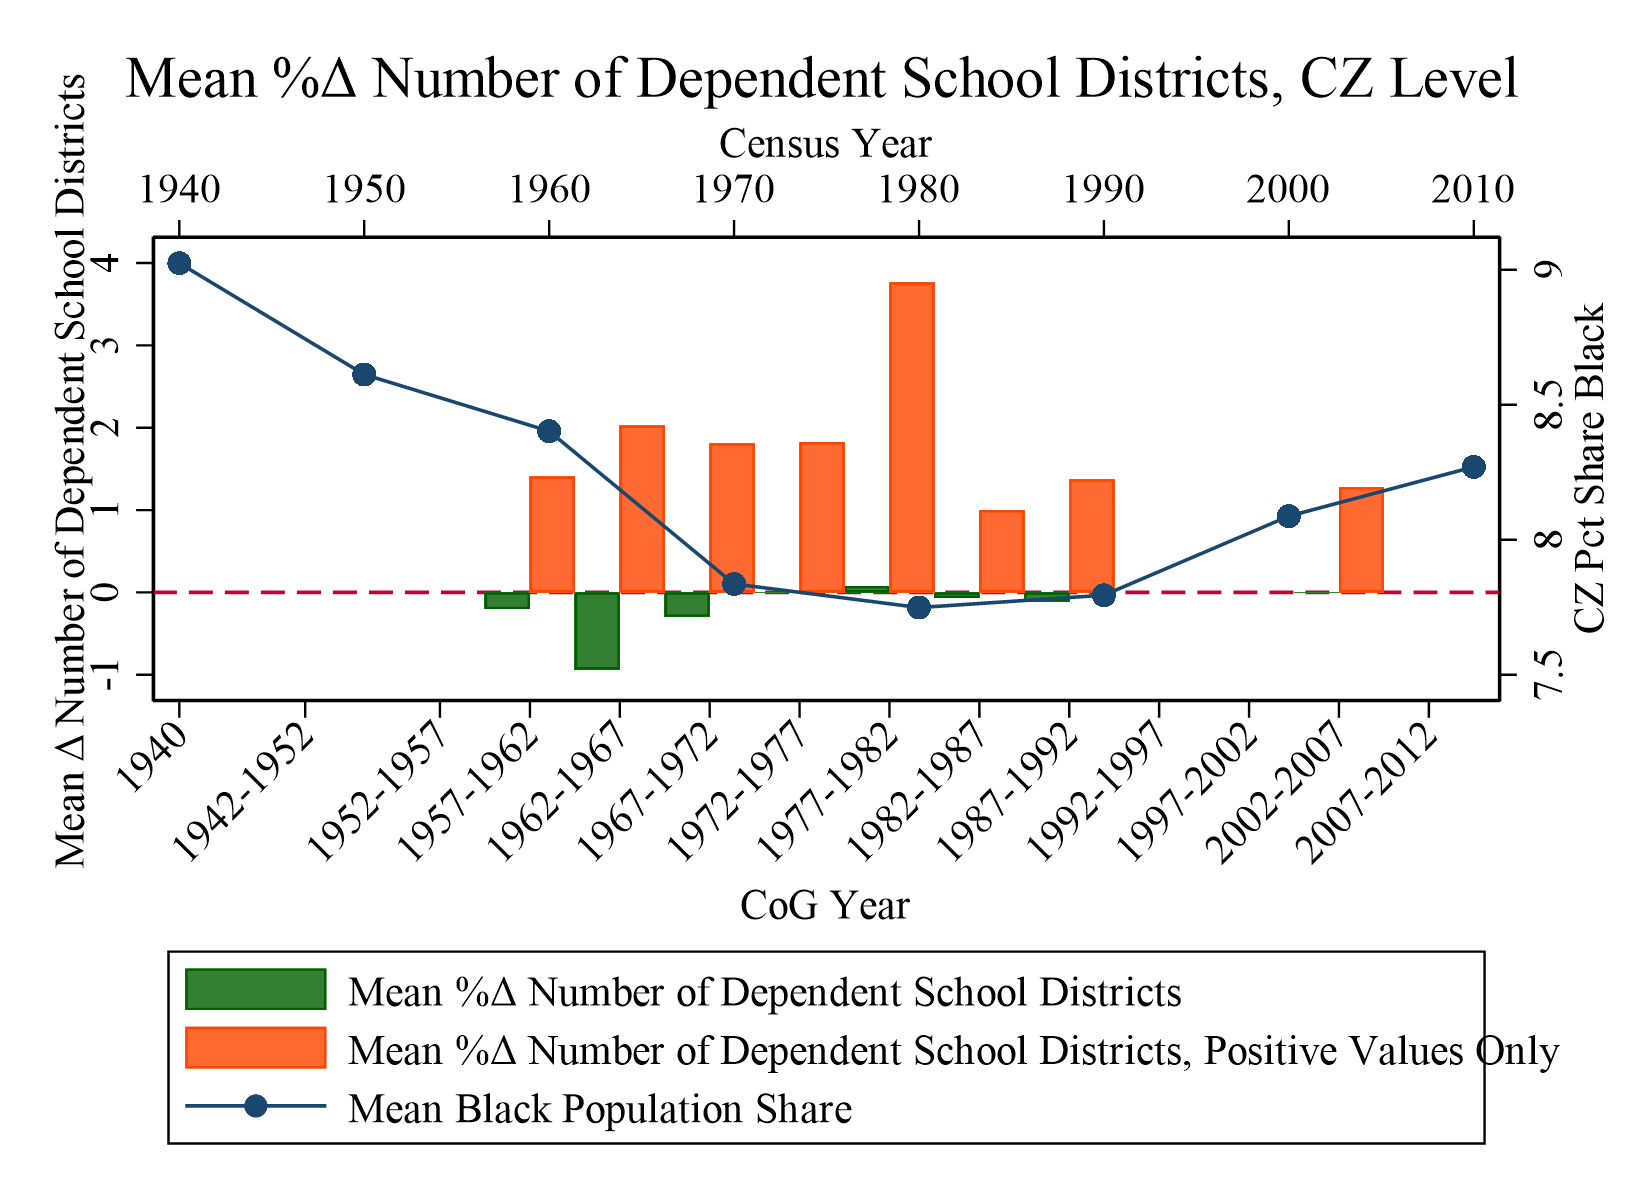 Mean %Δ Number of Dependent School Districts, CZ Level
Census Year
1940 1950 1960 1970 1980 1990 2000 2010
Mean Δ Number of Dependent School Districts
4
3
2
1
0
-1
9
8.5
8
7.5
CZ Pct Share Black
1940 1942-1952 1952-1957 1957-1962 1962-1967 1967-1972 1972-1977 1977-1982 1982-1987 1987-1992 1992-1997 1997-2002 2002-2007 2007-2012
CoG Year
Mean %Δ Number of Dependent School Districts
Mean %Δ Number of Dependent School Districts, Positive Values Only
Mean Black Population Share